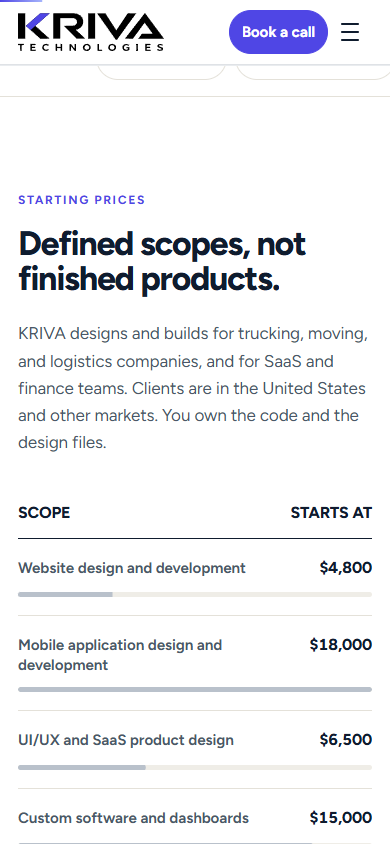 KRIVA
TECHNOLOGIES
Book a call
STARTING PRICES
Defined scopes, not
finished products.
KRIVA designs and builds for trucking, moving,
and logistics companies, and for SaaS and
finance teams. Clients are in the United States
and other markets. You own the code and the
design files.
SCOPE STARTS AT
Website design and development $4,800
Mobile application design and
development $18,000
UI/UX and SaaS product design $6,500
Custom software and dashboards $15,000